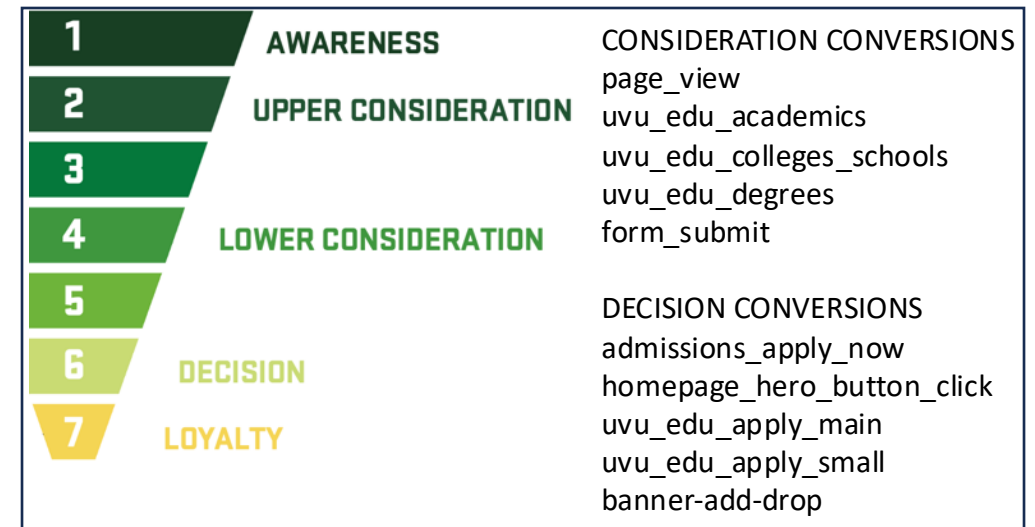 1
AWARENESS
2
UPPER CONSIDERATION
3
4
LOWER CONSIDERATION
5
6
DECISION
7
LOYALTY
CONSIDERATION CONVERSIONS
page_view
uvu_edu_academics
uvu_edu_colleges_schools
uvu_edu_degrees
form_submit
DECISION CONVERSIONS
admissions_apply_now
homepage_hero_button_click
uvu_edu_apply_main
uvu_edu_apply_small
banner-add-drop